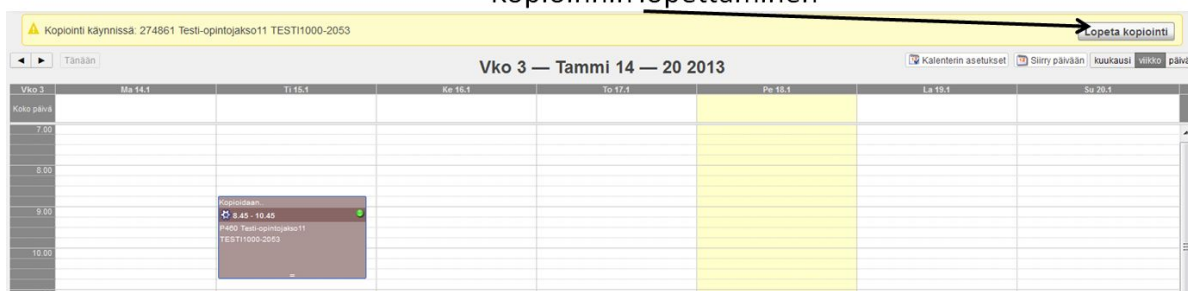 Kopioinnin lopettaminen
Kopiointi käynnissä: 274861 Testi-opintojakso11 TESTI1000-2053
Lopeta kopiointi
Tänään
Vko 3 — Tammi 14 — 20 2013
Kalenterin asetukset
Siirry päivään
kuukausi viikko päivä
Vko 3 Ma 14.1 Ti 15.1 Ke 16.1 To 17.1 Pe 18.1 La 19.1 Su 20.1
Koko päivä
7.00
8.00
Kopioidaan..
9.00
8.45 - 10.45
P460 Testi-opintojakso11
TESTI1000-2053
10.00